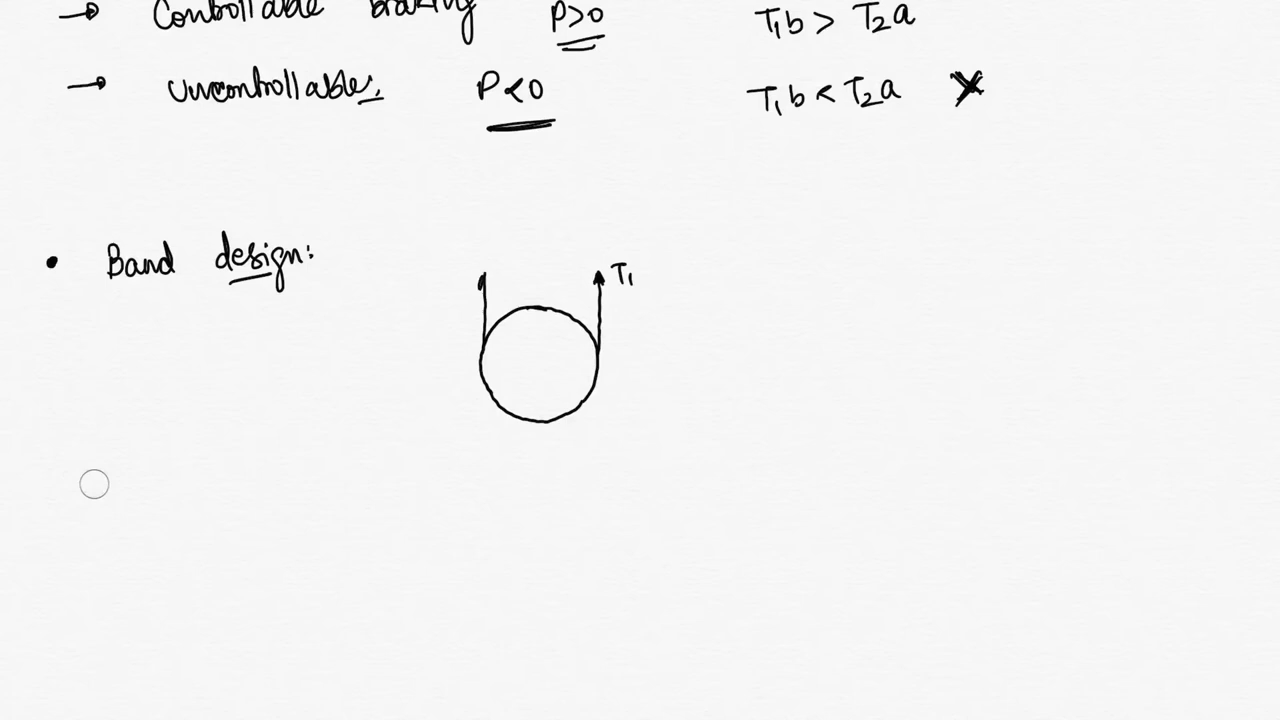 → Controllable braking P>0 T₁b > T₂a
→ Uncontrollable: P<0 T₁b < T₂a ✗
• Band design:
T₁